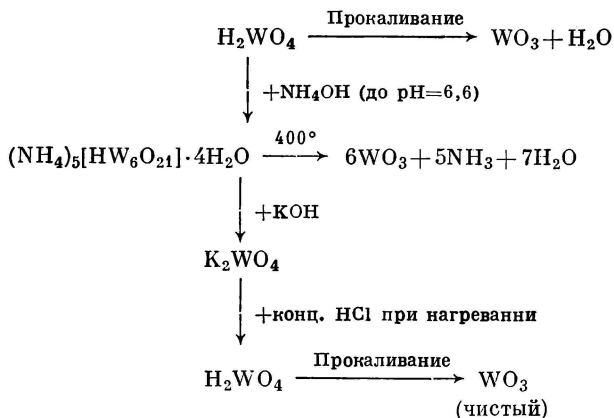 Прокаливание
H₂WO₄ → WO₃ + H₂O
+NH₄OH (до pH=6,6)
400°
(NH₄)₅[HW₆O₂₁]·4H₂O → 6WO₃ + 5NH₃ + 7H₂O
+KOH
K₂WO₄
+конц. HCl при нагревании
Прокаливание
H₂WO₄ → WO₃
(чистый)